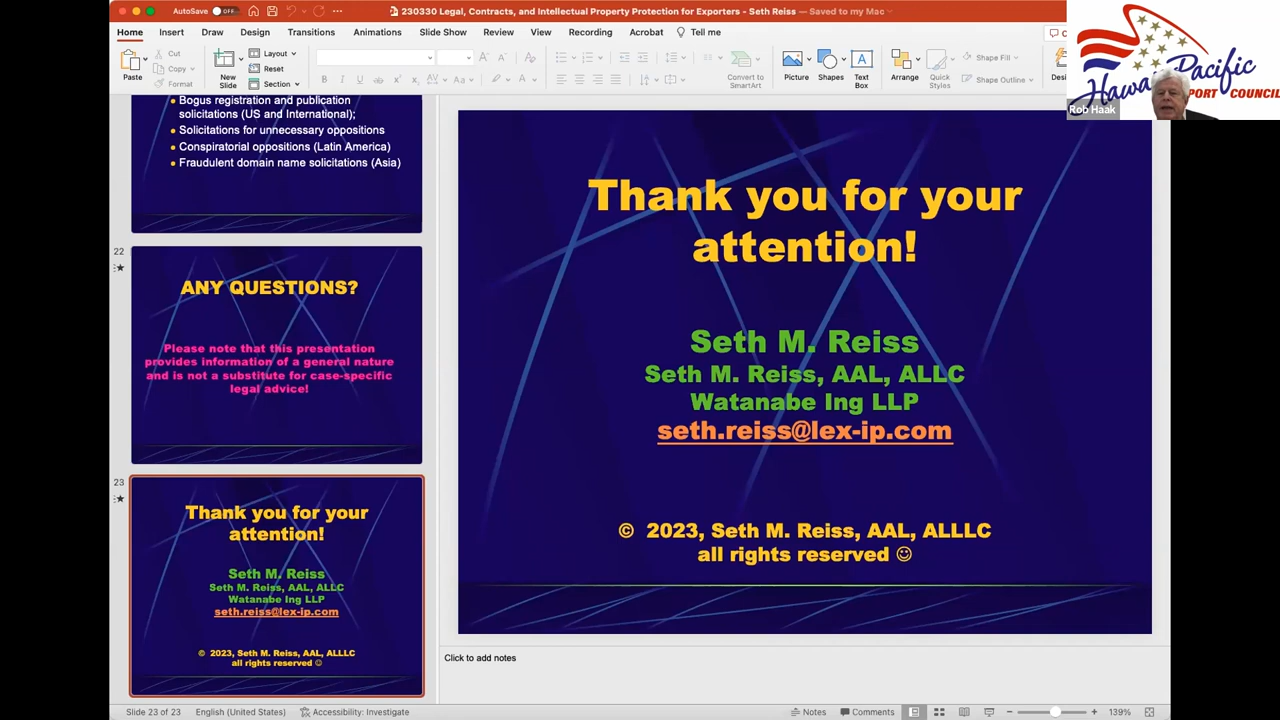 AutoSave OFF
230330 Legal, Contracts, and Intellectual Property Protection for Exporters - Seth Reiss — Saved to my Mac
Home Insert Draw Design Transitions Animations Slide Show Review View Recording Acrobat Tell me
Paste
Cut
Copy
Format
New
Slide
Layout
Reset
Section
Convert to
SmartArt
Picture
Shapes
Text
Box
Arrange
Quick
Styles
Shape Fill
Shape Outline
Pacific
PORT COUNCIL
Rob Haak
Bogus registration and publication
solicitations (US and International);
Solicitations for unnecessary oppositions
Conspiratorial oppositions (Latin America)
Fraudulent domain name solicitations (Asia)
22
ANY QUESTIONS?
Please note that this presentation
provides information of a general nature
and is not a substitute for case-specific
legal advice!
23
Thank you for your
attention!
Seth M. Reiss
Seth M. Reiss, AAL, ALLC
Watanabe Ing LLP
seth.reiss@lex-ip.com
© 2023, Seth M. Reiss, AAL, ALLLC
all rights reserved ☺
Thank you for your
attention!
Seth M. Reiss
Seth M. Reiss, AAL, ALLC
Watanabe Ing LLP
seth.reiss@lex-ip.com
© 2023, Seth M. Reiss, AAL, ALLLC
all rights reserved ☺
Click to add notes
Slide 23 of 23 English (United States) Accessibility: Investigate Notes Comments 139%